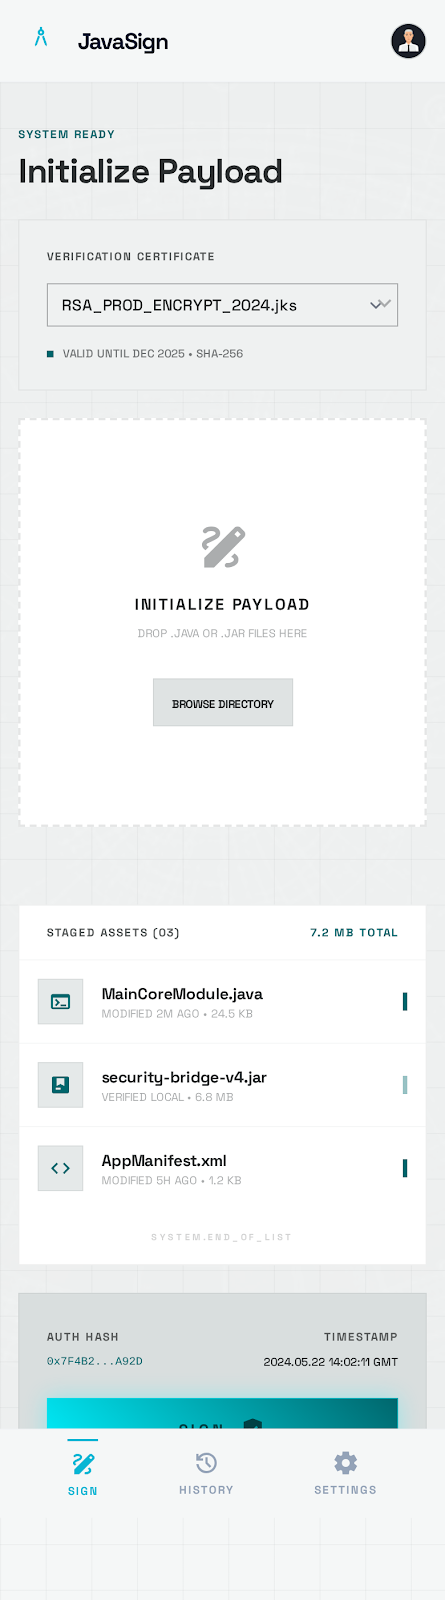 JavaSign
SYSTEM READY
Initialize Payload
VERIFICATION CERTIFICATE
RSA_PROD_ENCRYPT_2024.jks
VALID UNTIL DEC 2025 • SHA-256
INITIALIZE PAYLOAD
DROP .JAVA OR .JAR FILES HERE
BROWSE DIRECTORY
STAGED ASSETS (03) 7.2 MB TOTAL
MainCoreModule.java
MODIFIED 2M AGO • 24.5 KB
security-bridge-v4.jar
VERIFIED LOCAL • 6.8 MB
AppManifest.xml
MODIFIED 5H AGO • 1.2 KB
SYSTEM.END_OF_LIST
AUTH HASH TIMESTAMP
0x7F4B2...A92D 2024.05.22 14:02:11 GMT
SIGN
SIGN HISTORY SETTINGS